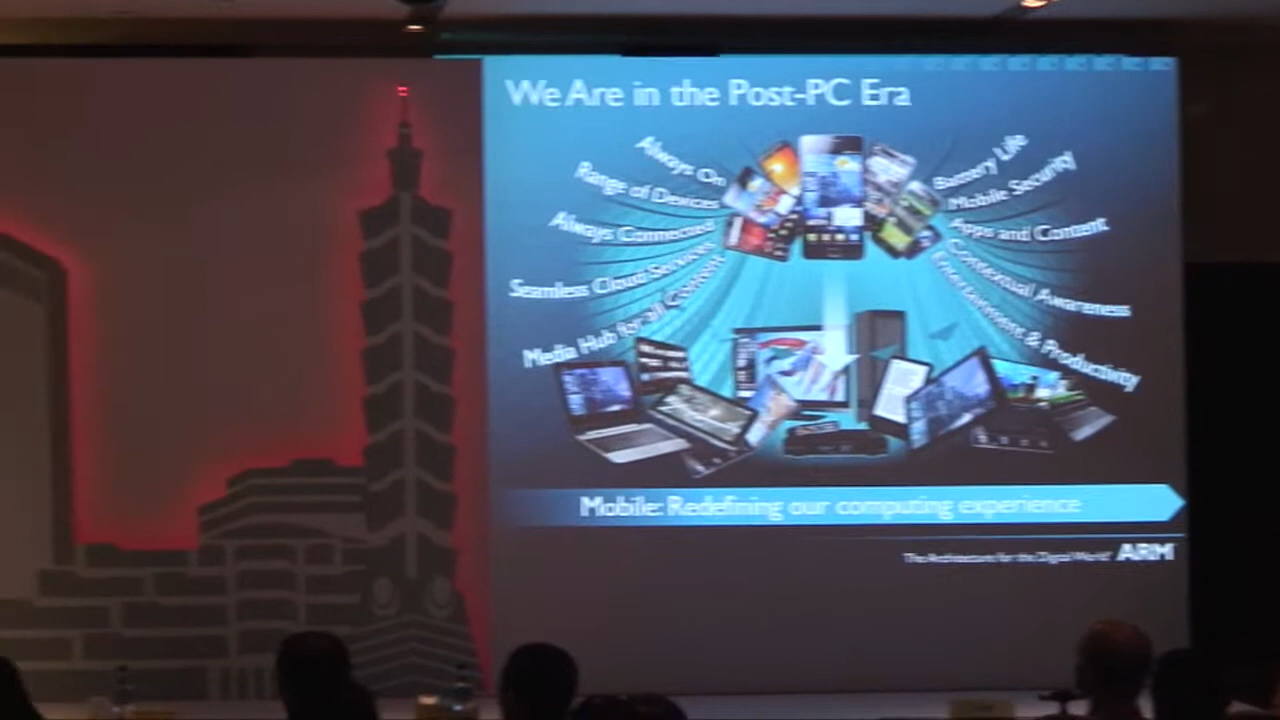 We Are in the Post-PC Era
Always On
Range of Devices
Always Connected
Seamless Cloud Services
Media Hub for all Content
Battery Life
Mobile Security
Apps and Content
Contextual Awareness
Entertainment & Productivity
Mobile: Redefining our computing experience
The Architecture for the Digital World® ARM®